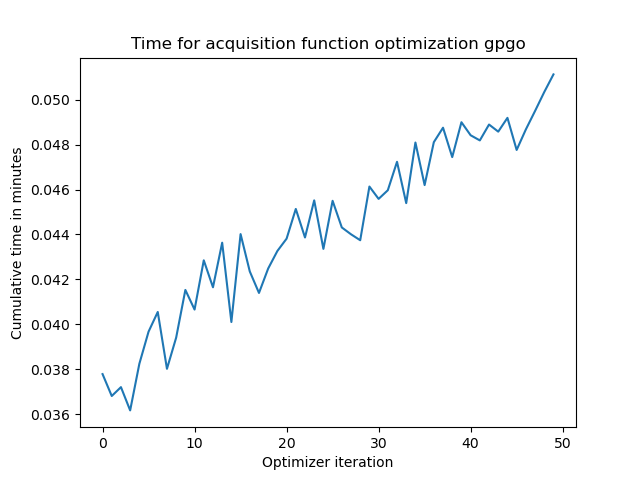 Time for acquisition function optimization gpgo
Cumulative time in minutes
0.050
0.048
0.046
0.044
0.042
0.040
0.038
0.036
0 10 20 30 40 50
Optimizer iteration